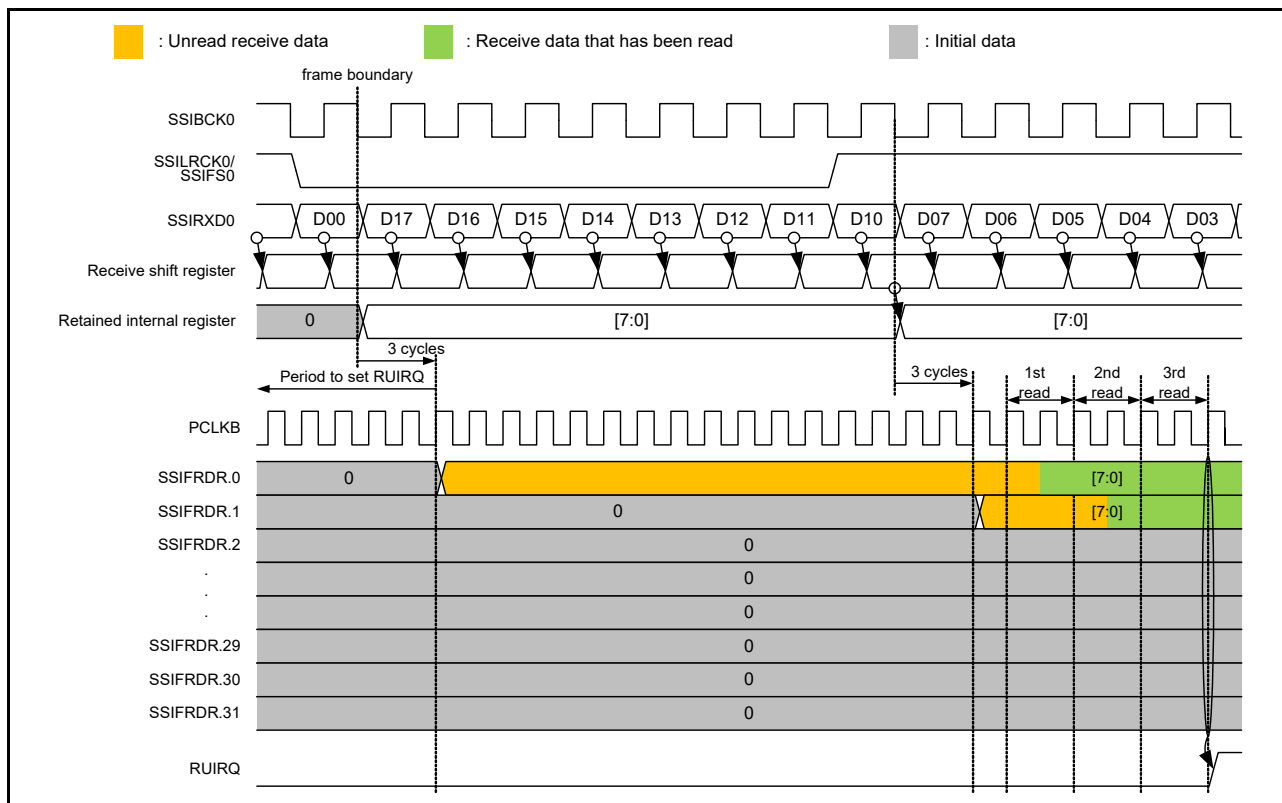 : Unread receive data : Receive data that has been read : Initial data
frame boundary
SSIBCK0
SSILRCK0/
SSIFS0
SSIRXD0 D00 D17 D16 D15 D14 D13 D12 D11 D10 D07 D06 D05 D04 D03
Receive shift register
Retained internal register 0 [7:0] [7:0]
3 cycles
Period to set RUIRQ 3 cycles 1st read 2nd read 3rd read
PCLKB
SSIFRDR.0 0 [7:0]
SSIFRDR.1 0 [7:0]
SSIFRDR.2 0
. 0
.
. 0
SSIFRDR.29 0
SSIFRDR.30 0
SSIFRDR.31 0
RUIRQ